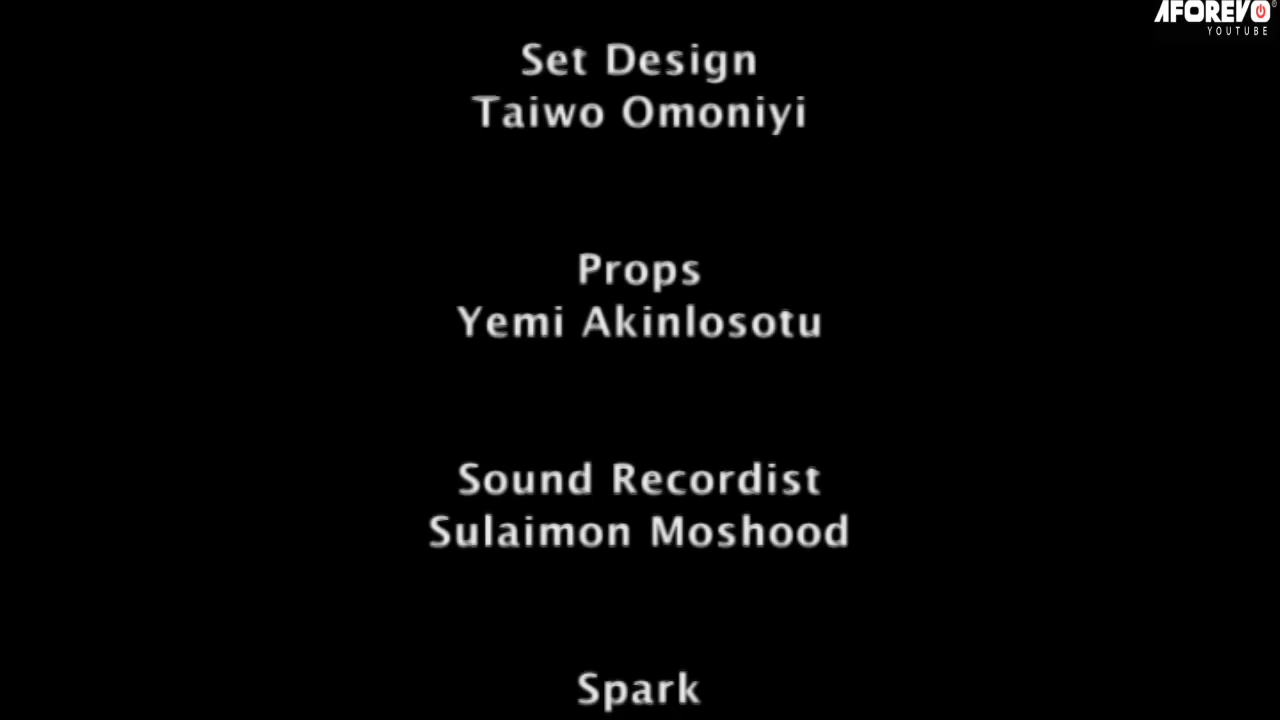 AFOREVO
YOUTUBE
Set Design
Taiwo Omoniyi
Props
Yemi Akinlosotu
Sound Recordist
Sulaimon Moshood
Spark